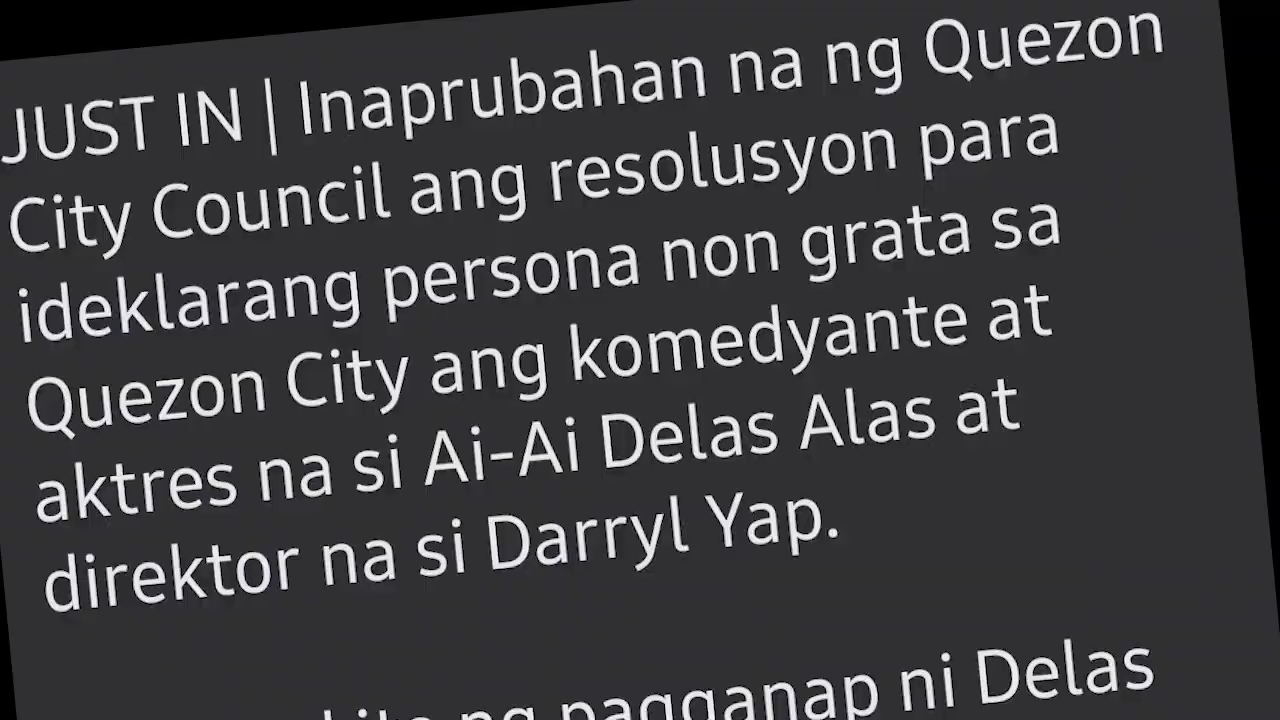 JUST IN | Inaprubahan na ng Quezon
City Council ang resolusyon para
ideklarang persona non grata sa
Quezon City ang komedyante at
aktres na si Ai-Ai Delas Alas at
direktor na si Darryl Yap.
ng pagganap ni Delas